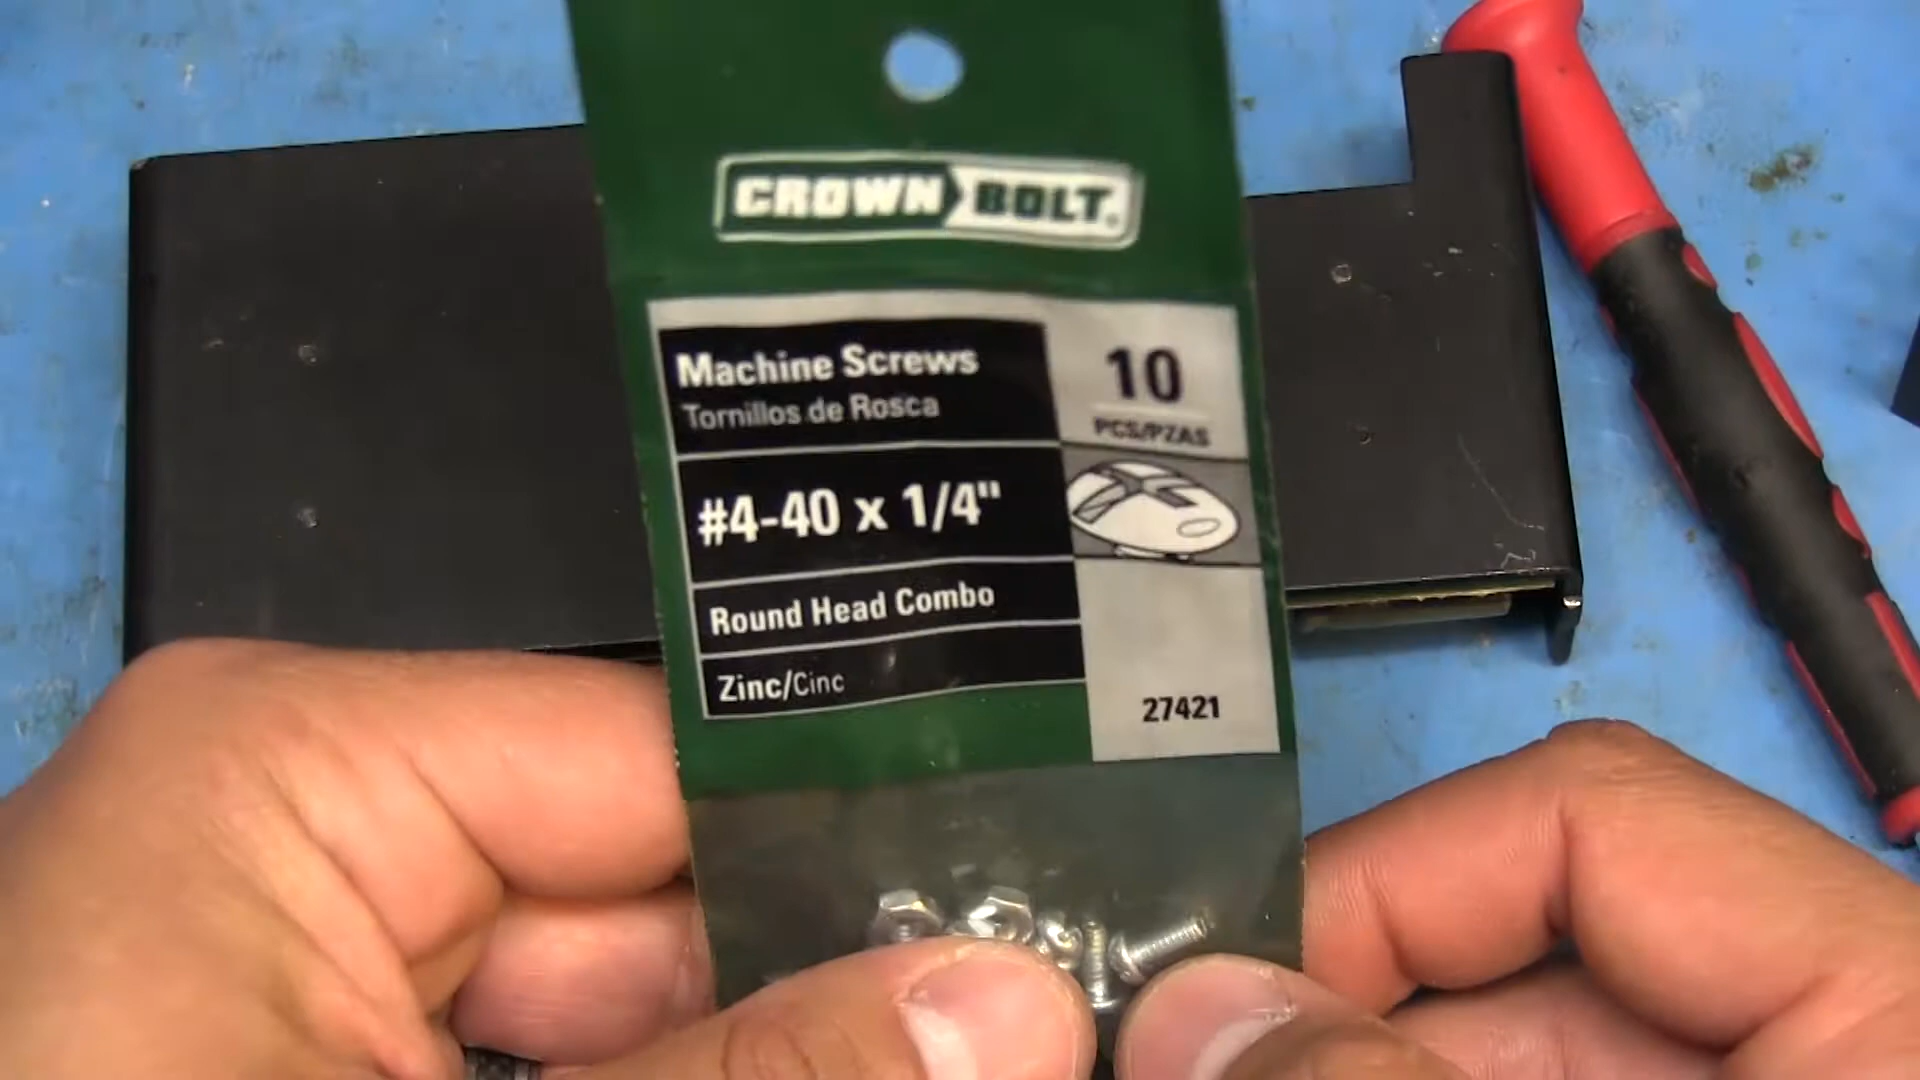 CROWN BOLT®
Machine Screws
Tornillos de Rosca
10
PCS/PZAS
#4-40 x 1/4"
Round Head Combo
Zinc/Cinc
27421